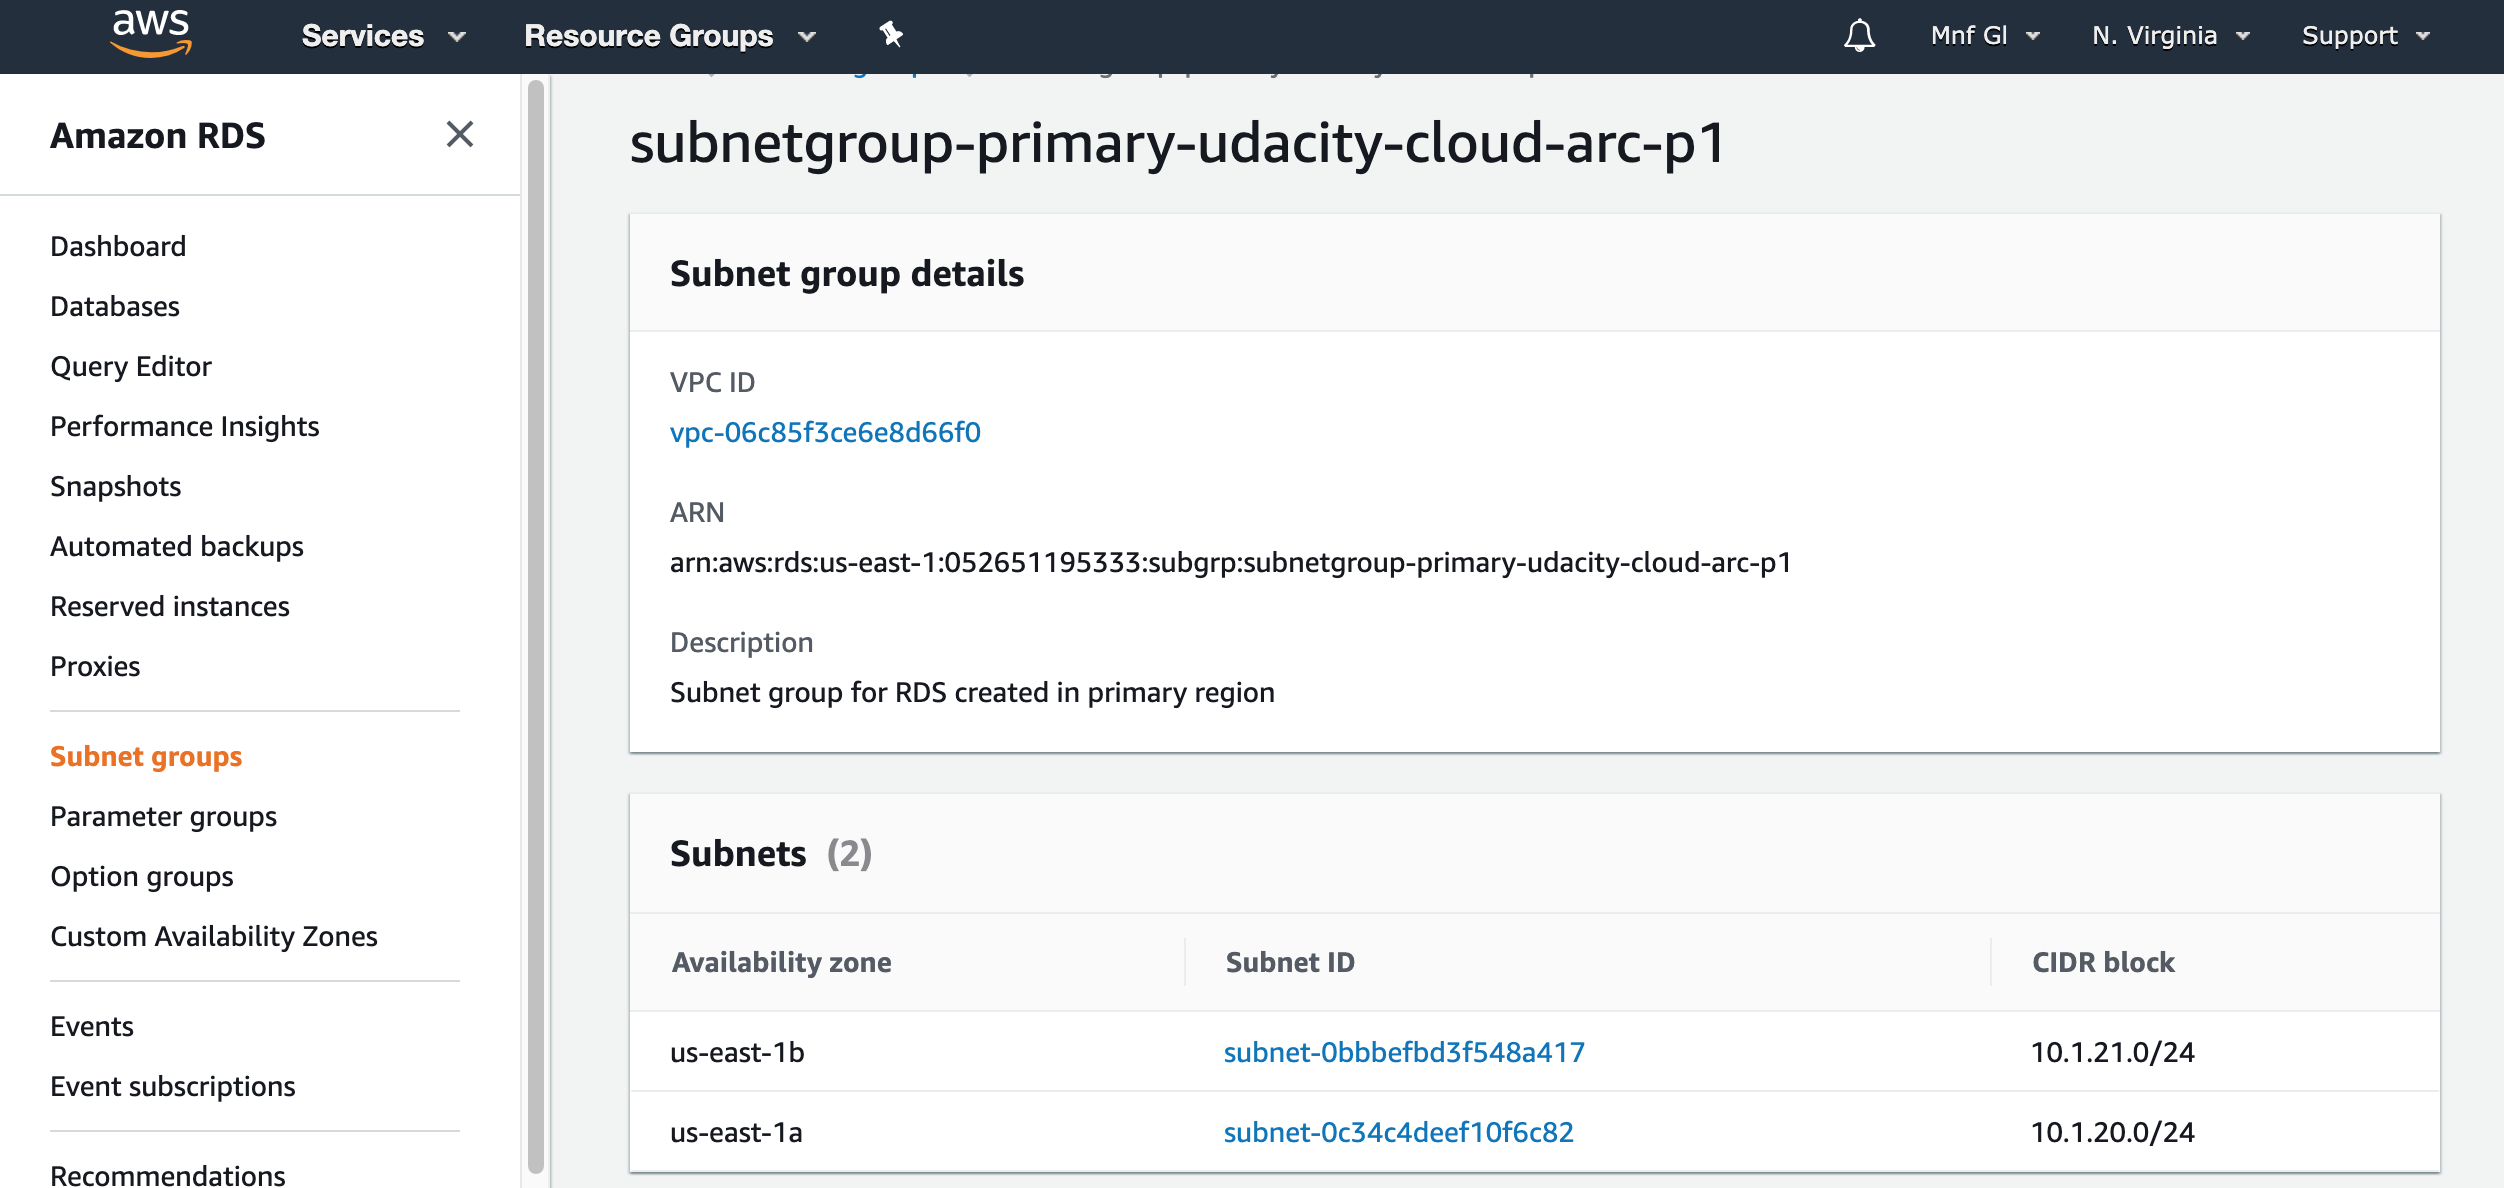 aws Services Resource Groups Mnf Gl N. Virginia Support
Amazon RDS
Dashboard
Databases
Query Editor
Performance Insights
Snapshots
Automated backups
Reserved instances
Proxies
Subnet groups
Parameter groups
Option groups
Custom Availability Zones
Events
Event subscriptions
Recommendations
subnetgroup-primary-udacity-cloud-arc-p1
Subnet group details
VPC ID
vpc-06c85f3ce6e8d66f0
ARN
arn:aws:rds:us-east-1:052651195333:subgrp:subnetgroup-primary-udacity-cloud-arc-p1
Description
Subnet group for RDS created in primary region
Subnets (2)
Availability zone Subnet ID CIDR block
us-east-1b subnet-0bbbefbd3f548a417 10.1.21.0/24
us-east-1a subnet-0c34c4deef10f6c82 10.1.20.0/24